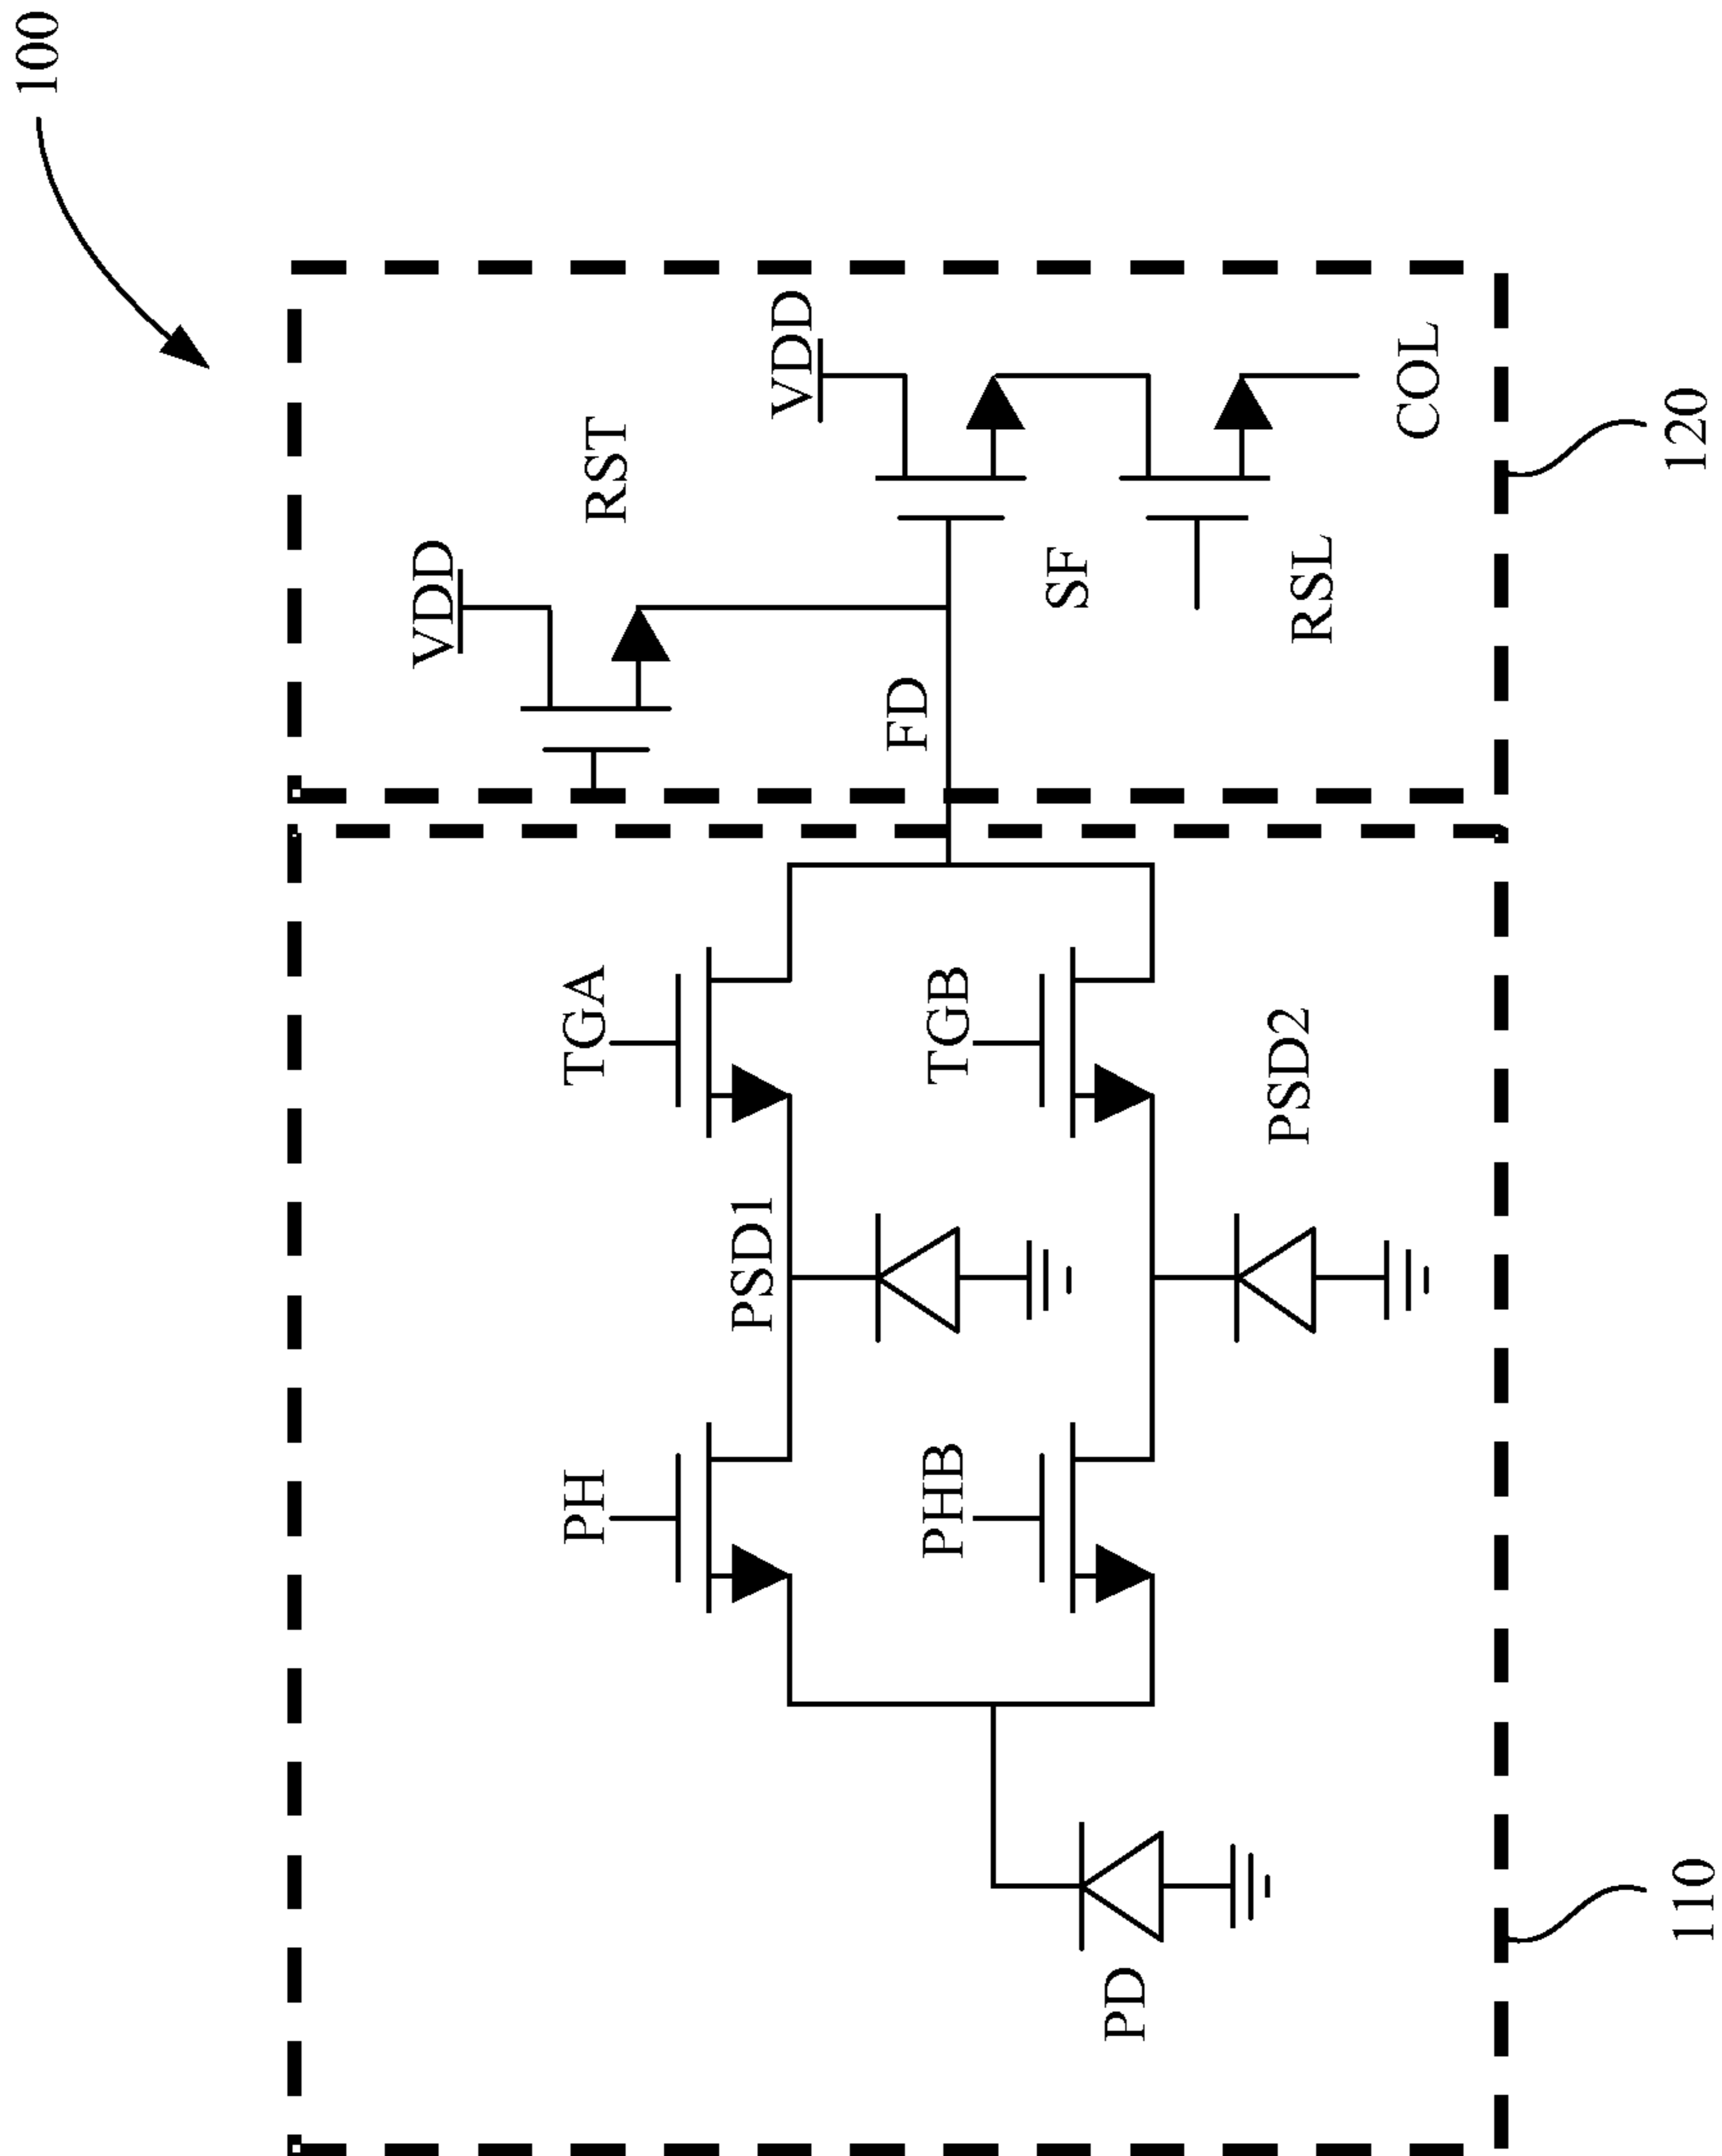 100
VDD
RST
VDD
FD
SF
RSL
COL
120
TGA
TGB
PSD1
PSD2
PH
PHB
PD
110